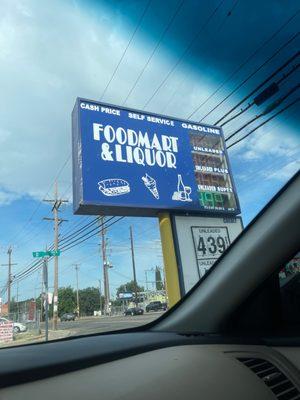 CASH PRICE SELF SERVICE GASOLINE
FOODMART
& LIQUOR
UNLEADED
UNLEADED PLUS
UNLEADED SUPER
UNLEADED
439